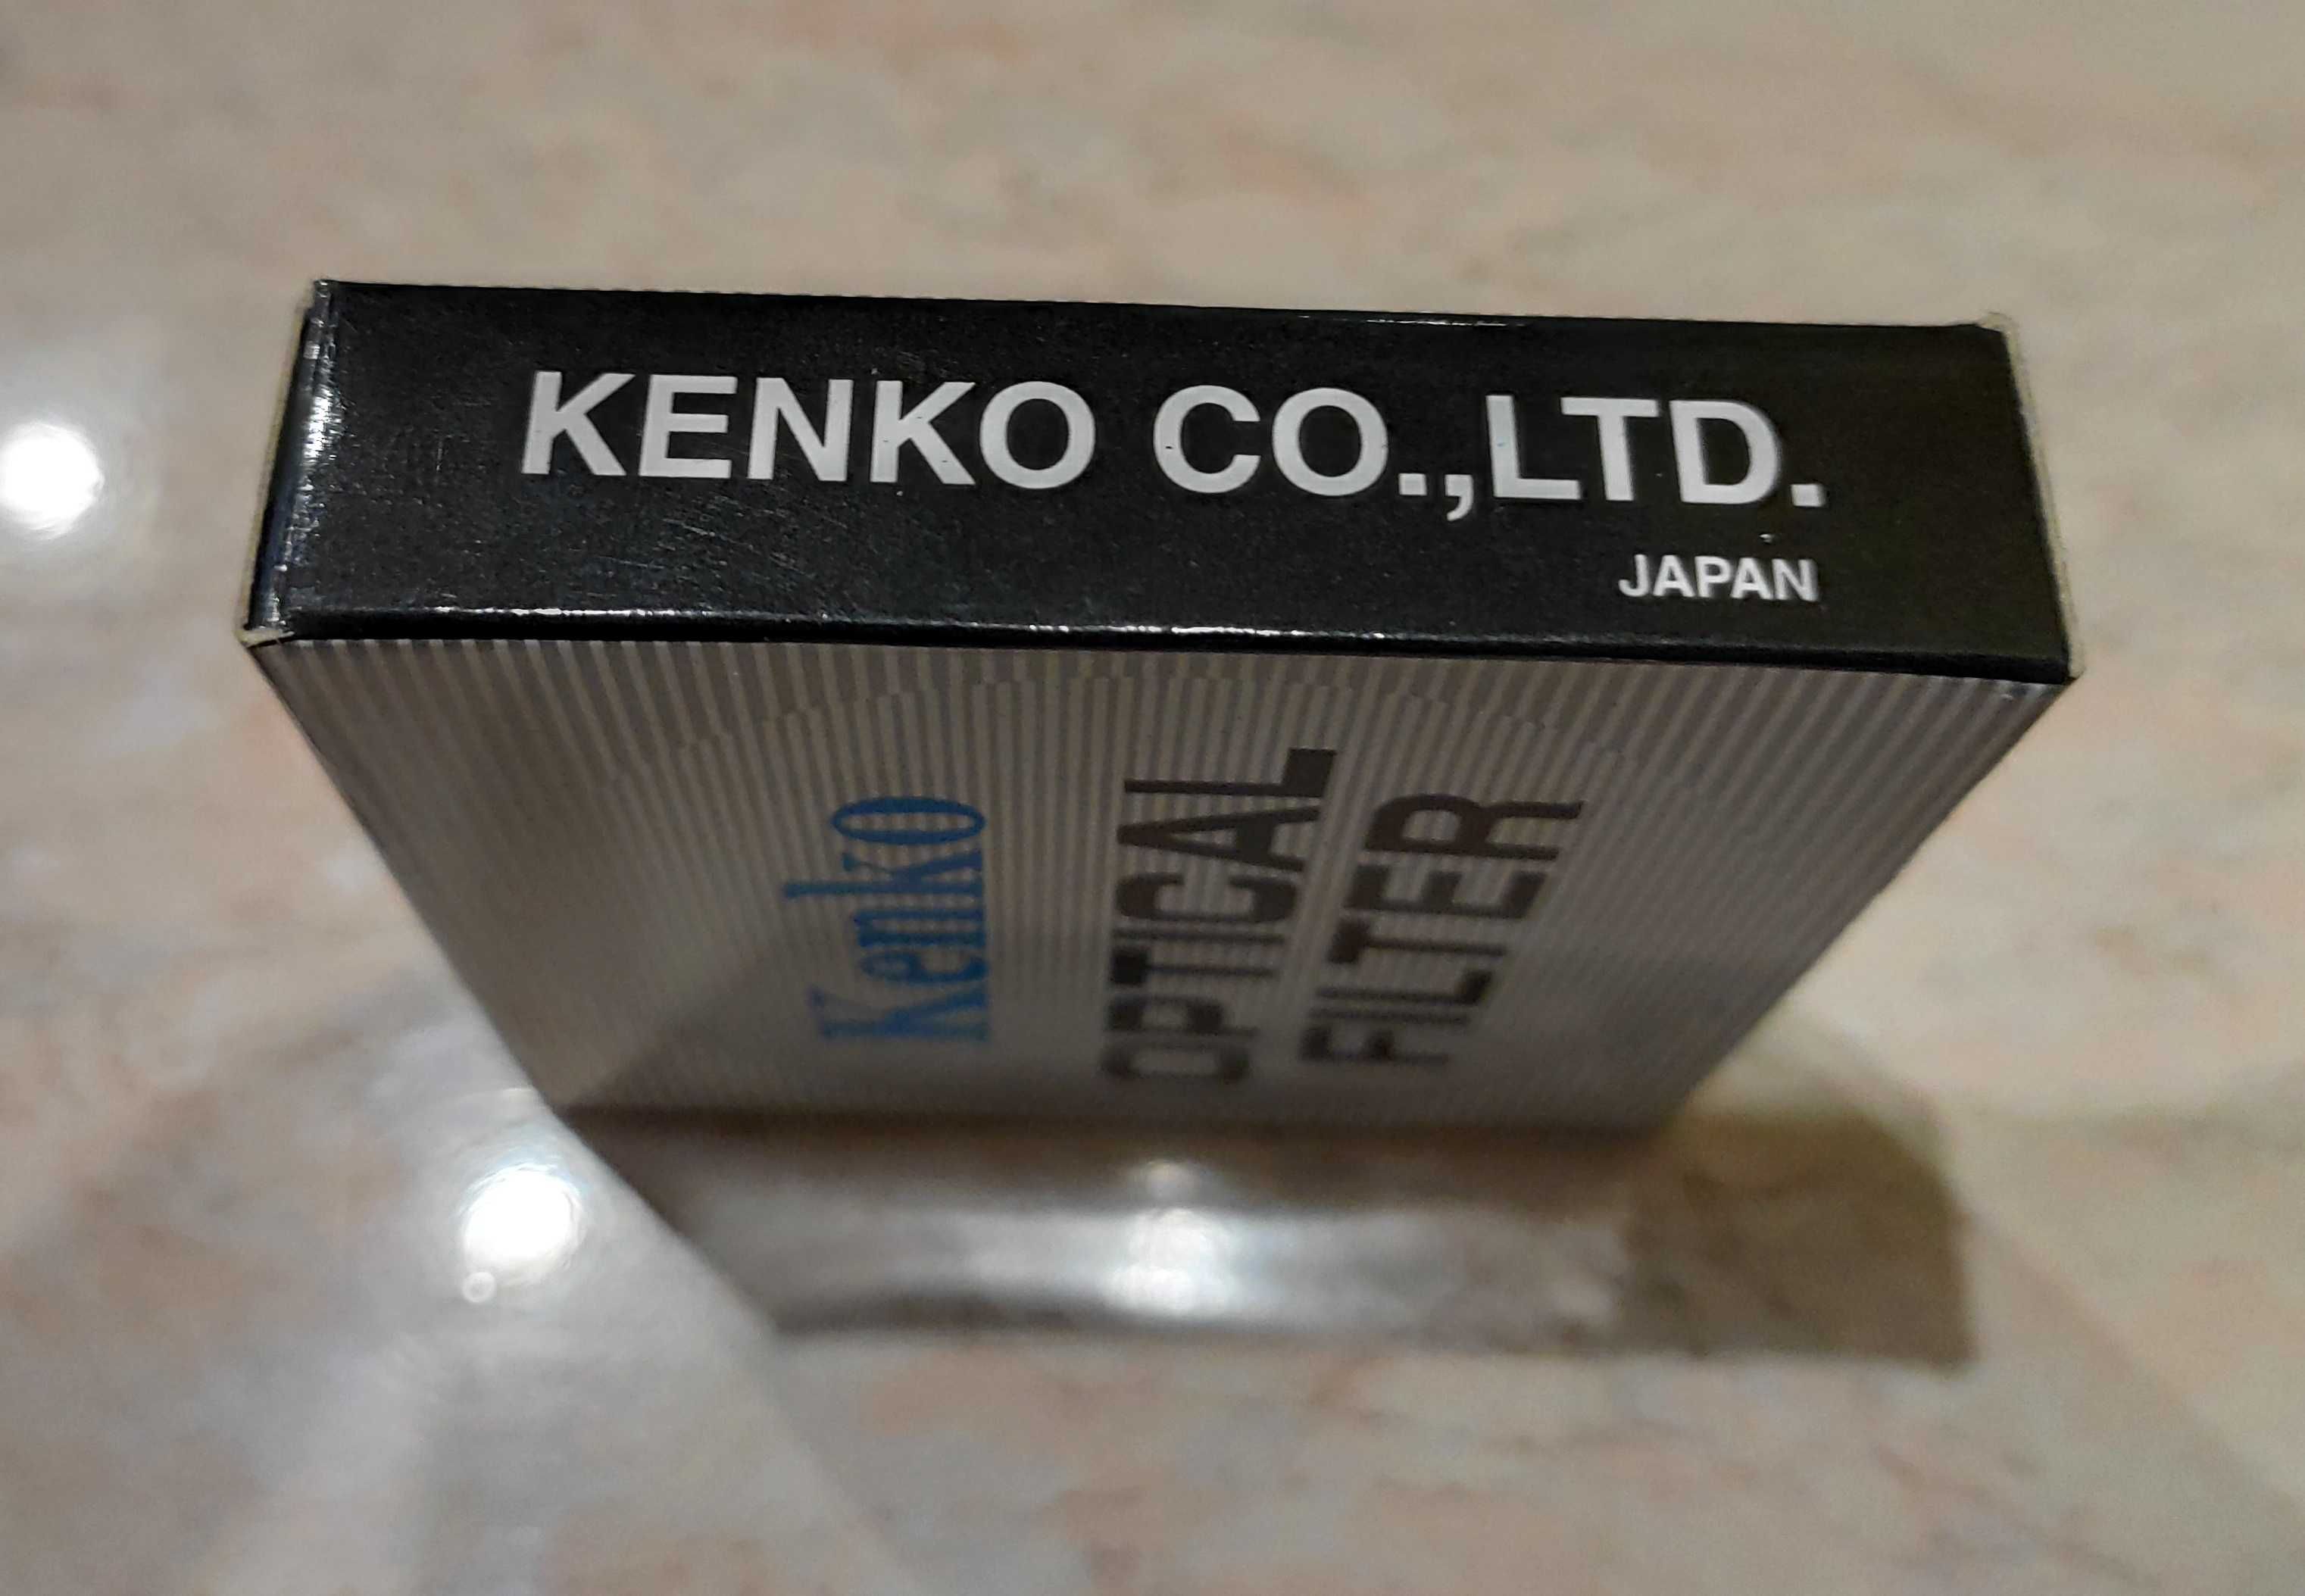 KENKO CO.,LTD.
JAPAN
Kenko
OPTICAL
FILTER